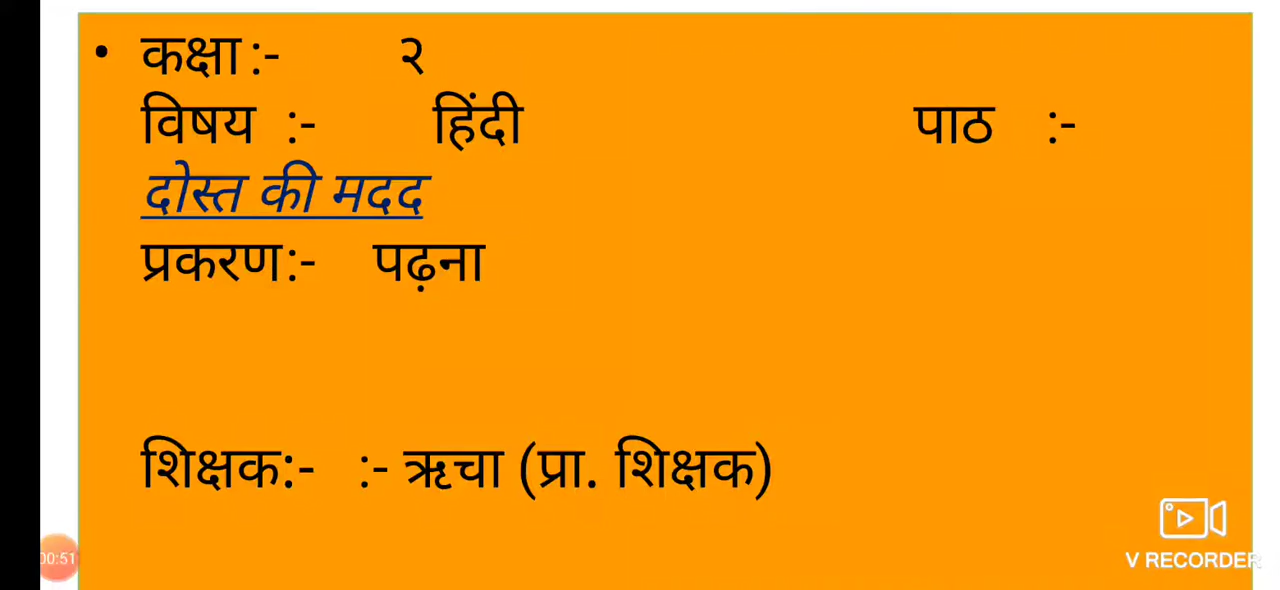 • कक्षा :- २
विषय :- हिंदी पाठ :-
दोस्त की मदद
प्रकरण:- पढ़ना
शिक्षक:- :- ऋचा (प्रा. शिक्षक)
00:51
V RECORDER